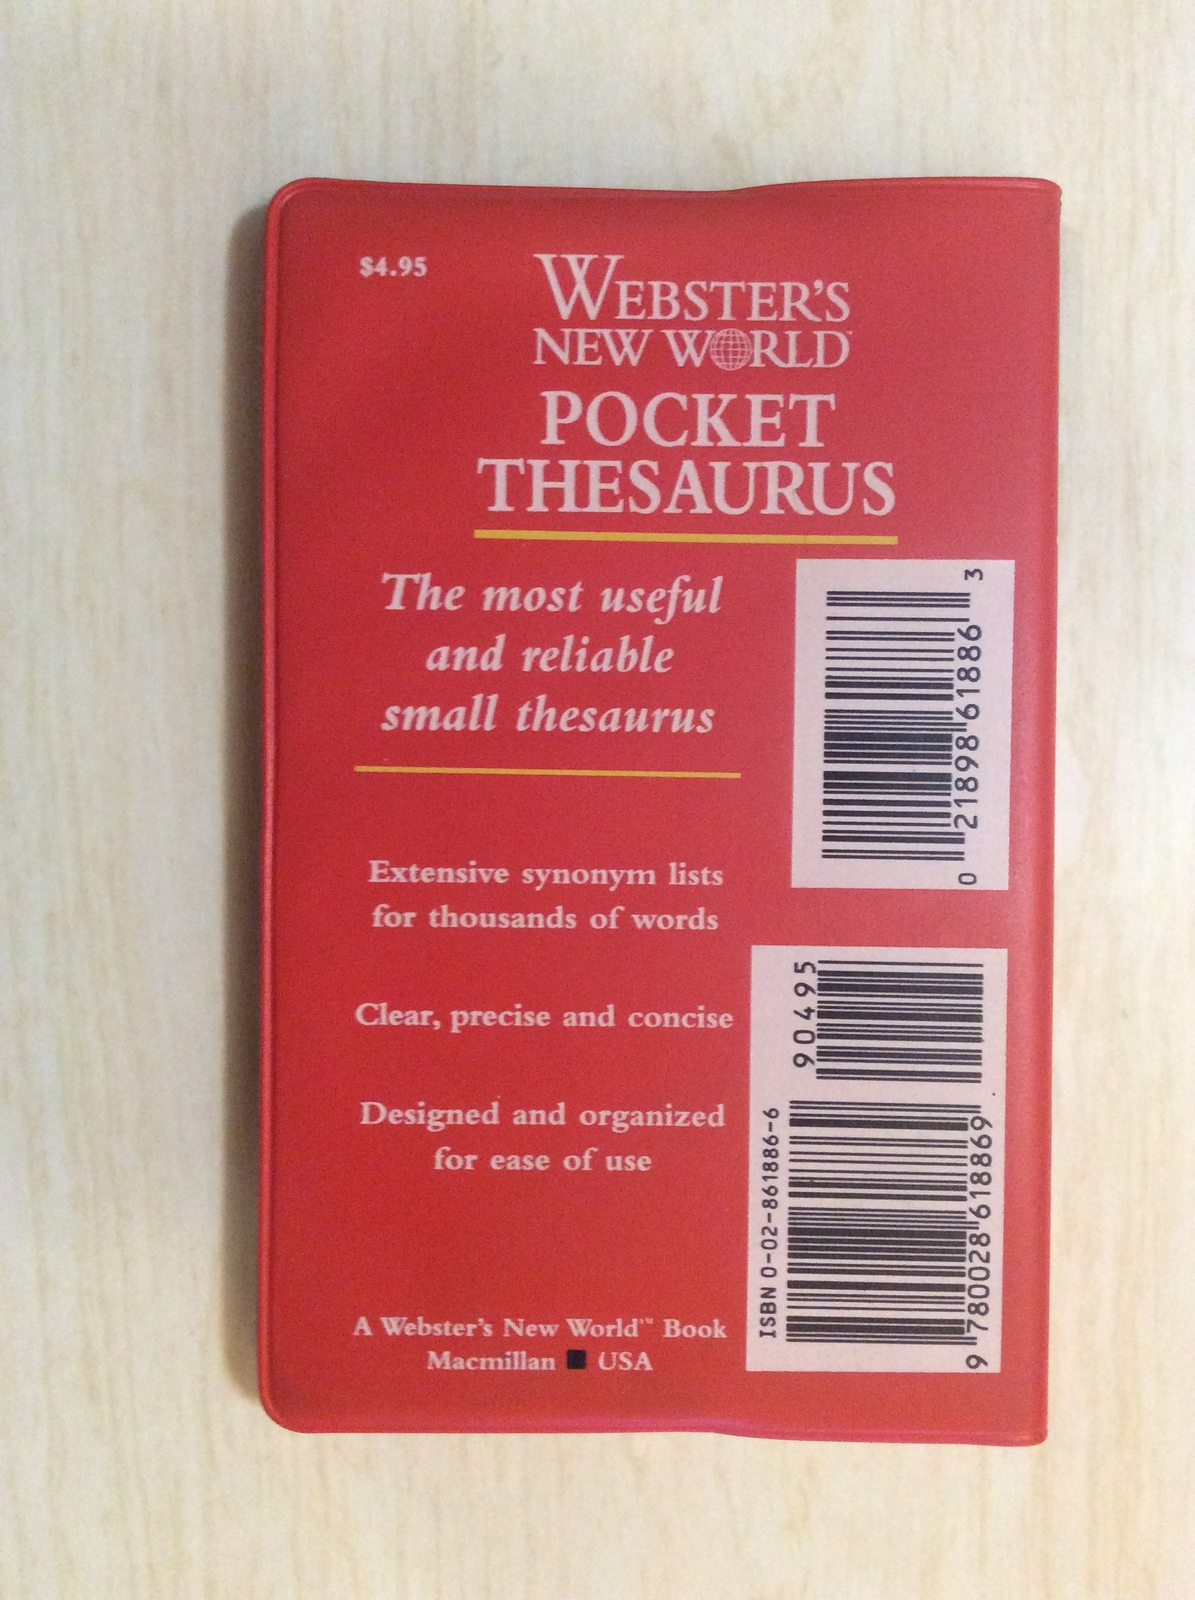 $4.95
WEBSTER'S
NEW WORLD™
POCKET
THESAURUS
The most useful
and reliable
small thesaurus
Extensive synonym lists
for thousands of words
Clear, precise and concise
Designed and organized
for ease of use
A Webster's New World™ Book
Macmillan ■ USA
0 21898 61886 3
90495
ISBN 0-02-861886-6
9 780028 618869